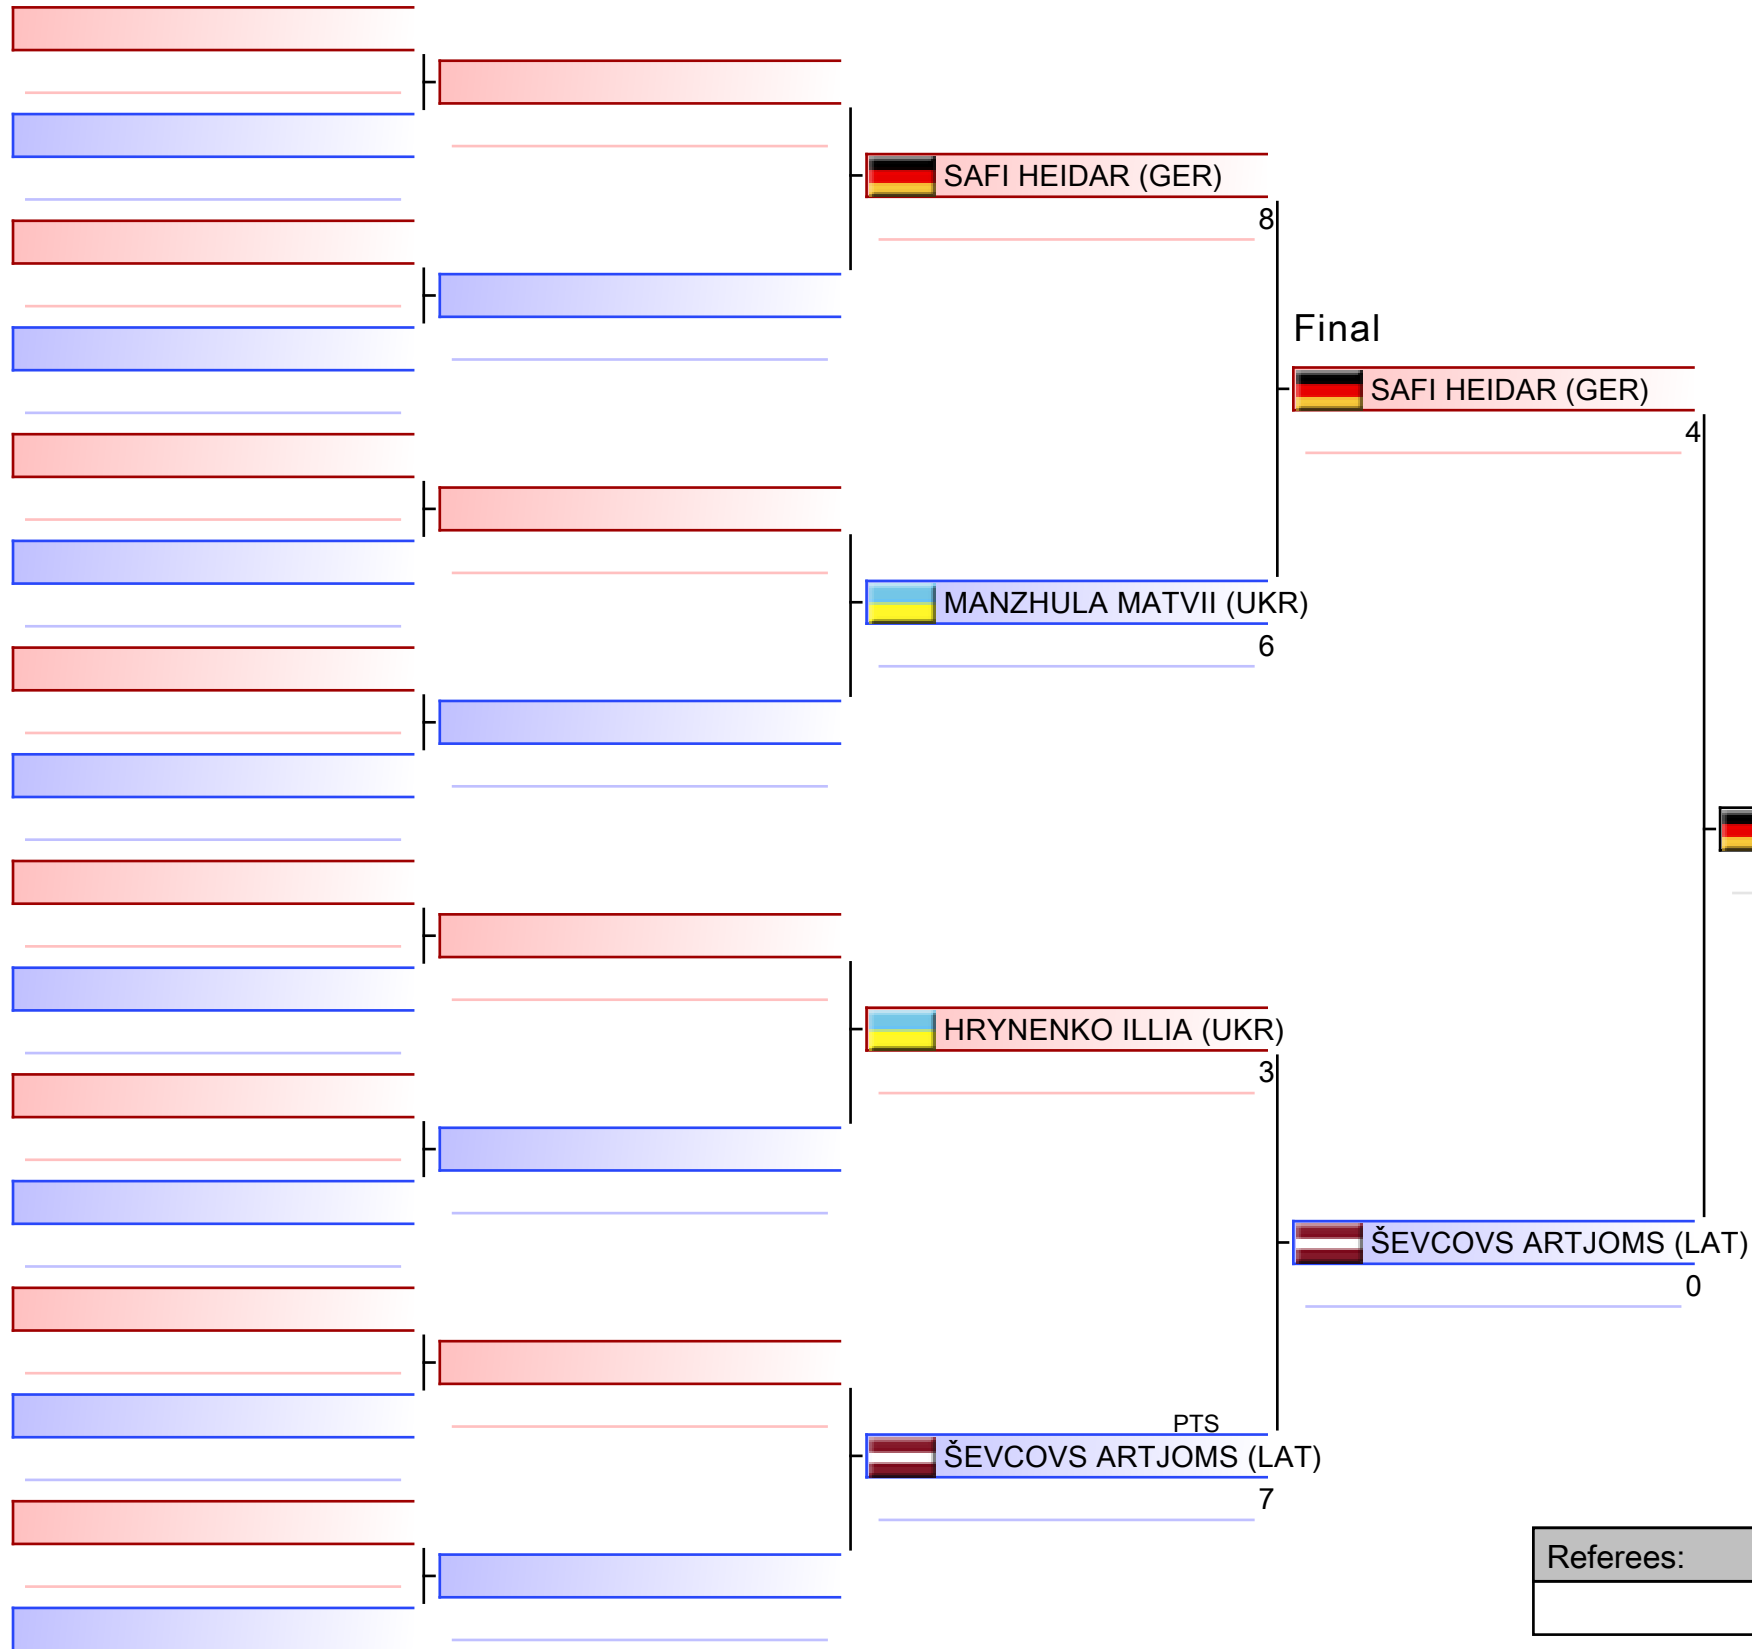 SAFI HEIDAR (GER)
8
Final
SAFI HEIDAR (GER)
4
MANZHULA MATVII (UKR)
6
HRYNENKO ILLIA (UKR)
3
ŠEVCOVS ARTJOMS (LAT)
0
PTS
ŠEVCOVS ARTJOMS (LAT)
7
Referees: